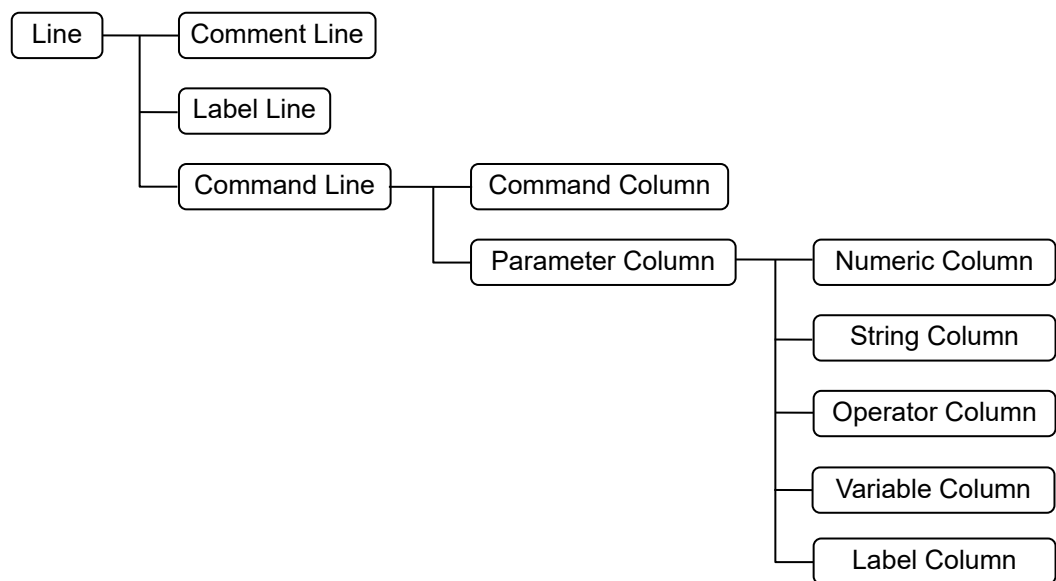 Line
Comment Line
Label Line
Command Line
Command Column
Parameter Column
Numeric Column
String Column
Operator Column
Variable Column
Label Column